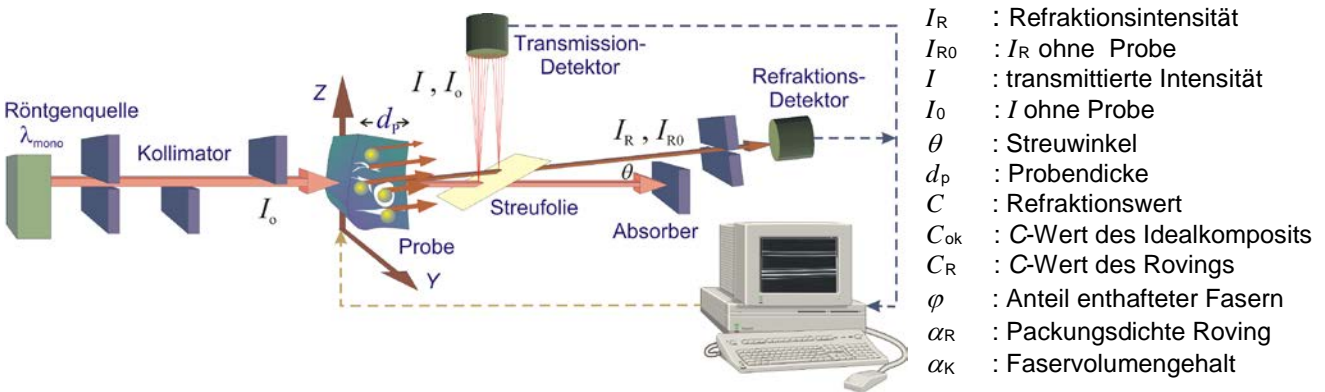 Röntgenquelle
λmono
Kollimator
Io
Z
dp
Probe
Y
I , Io
Transmission-
Detektor
IR , IR0
θ
Streufolie
Absorber
Refraktions-
Detektor
IR : Refraktionsintensität
IR0 : IR ohne Probe
I : transmittierte Intensität
I0 : I ohne Probe
θ : Streuwinkel
dp : Probendicke
C : Refraktionswert
Cok : C-Wert des Idealkomposits
CR : C-Wert des Rovings
φ : Anteil enthafteter Fasern
αR : Packungsdichte Roving
αK : Faservolumengehalt